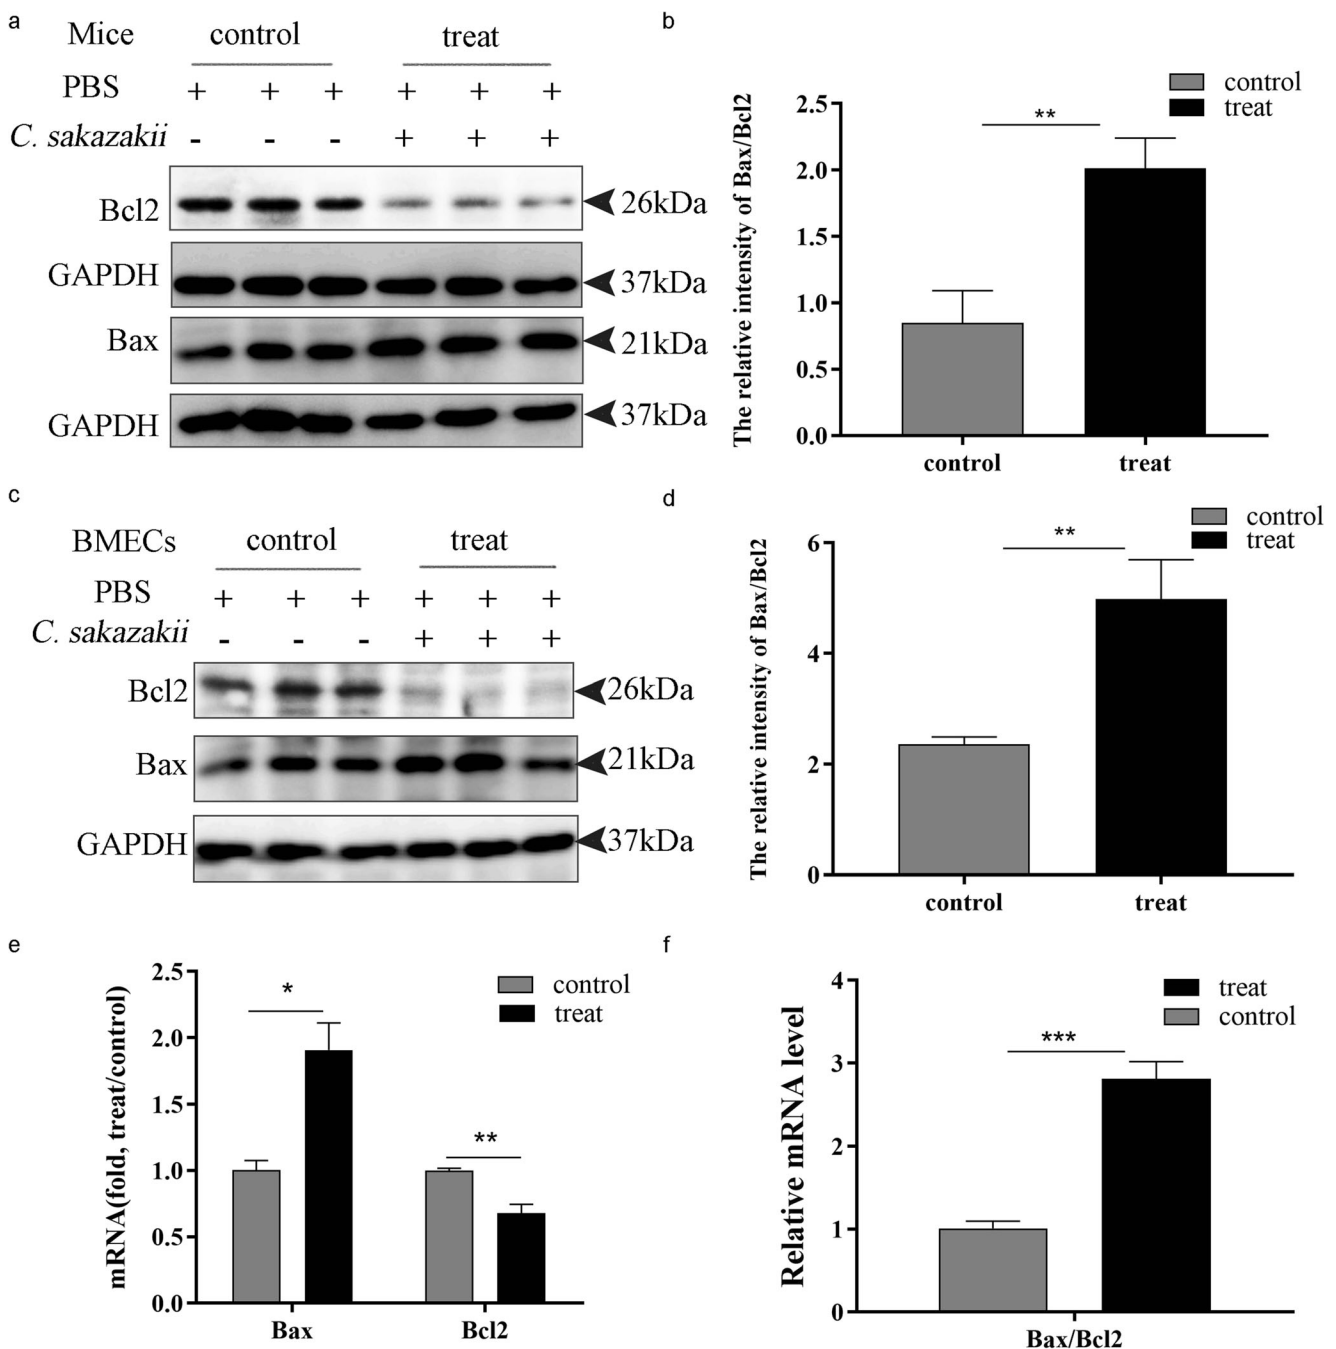 a
Mice control treat
PBS + + + + + +
C. sakazakii - - - + + +
Bcl2 26kDa
GAPDH 37kDa
Bax 21kDa
GAPDH 37kDa
b
The relative intensity of Bax/Bcl2
control
treat
2.5
2.0
1.5
1.0
0.5
0.0
**
control treat
c
BMECs control treat
PBS + + + + + +
C. sakazakii - - - + + +
Bcl2 26kDa
Bax 21kDa
GAPDH 37kDa
d
The relative intensity of Bax/Bcl2
control
treat
6
4
2
0
**
control treat
e
mRNA(fold, treat/control)
control
treat
2.5
2.0
1.5
1.0
0.5
0.0
*
**
Bax Bcl2
f
Relative mRNA level
treat
control
4
3
2
1
0
***
Bax/Bcl2